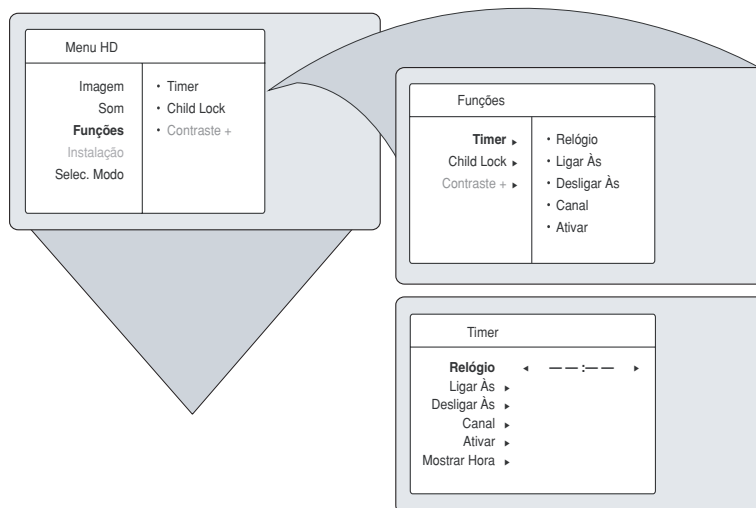 Menu HD
Imagem
Som
Funções
Instalação
Selec. Modo
• Timer
• Child Lock
• Contraste +
Funções
Timer ▸
Child Lock ▸
Contraste + ▸
• Relógio
• Ligar Às
• Desligar Às
• Canal
• Ativar
Timer
Relógio ◂ — — :— — ▸
Ligar Às ▸
Desligar Às ▸
Canal ▸
Ativar ▸
Mostrar Hora ▸